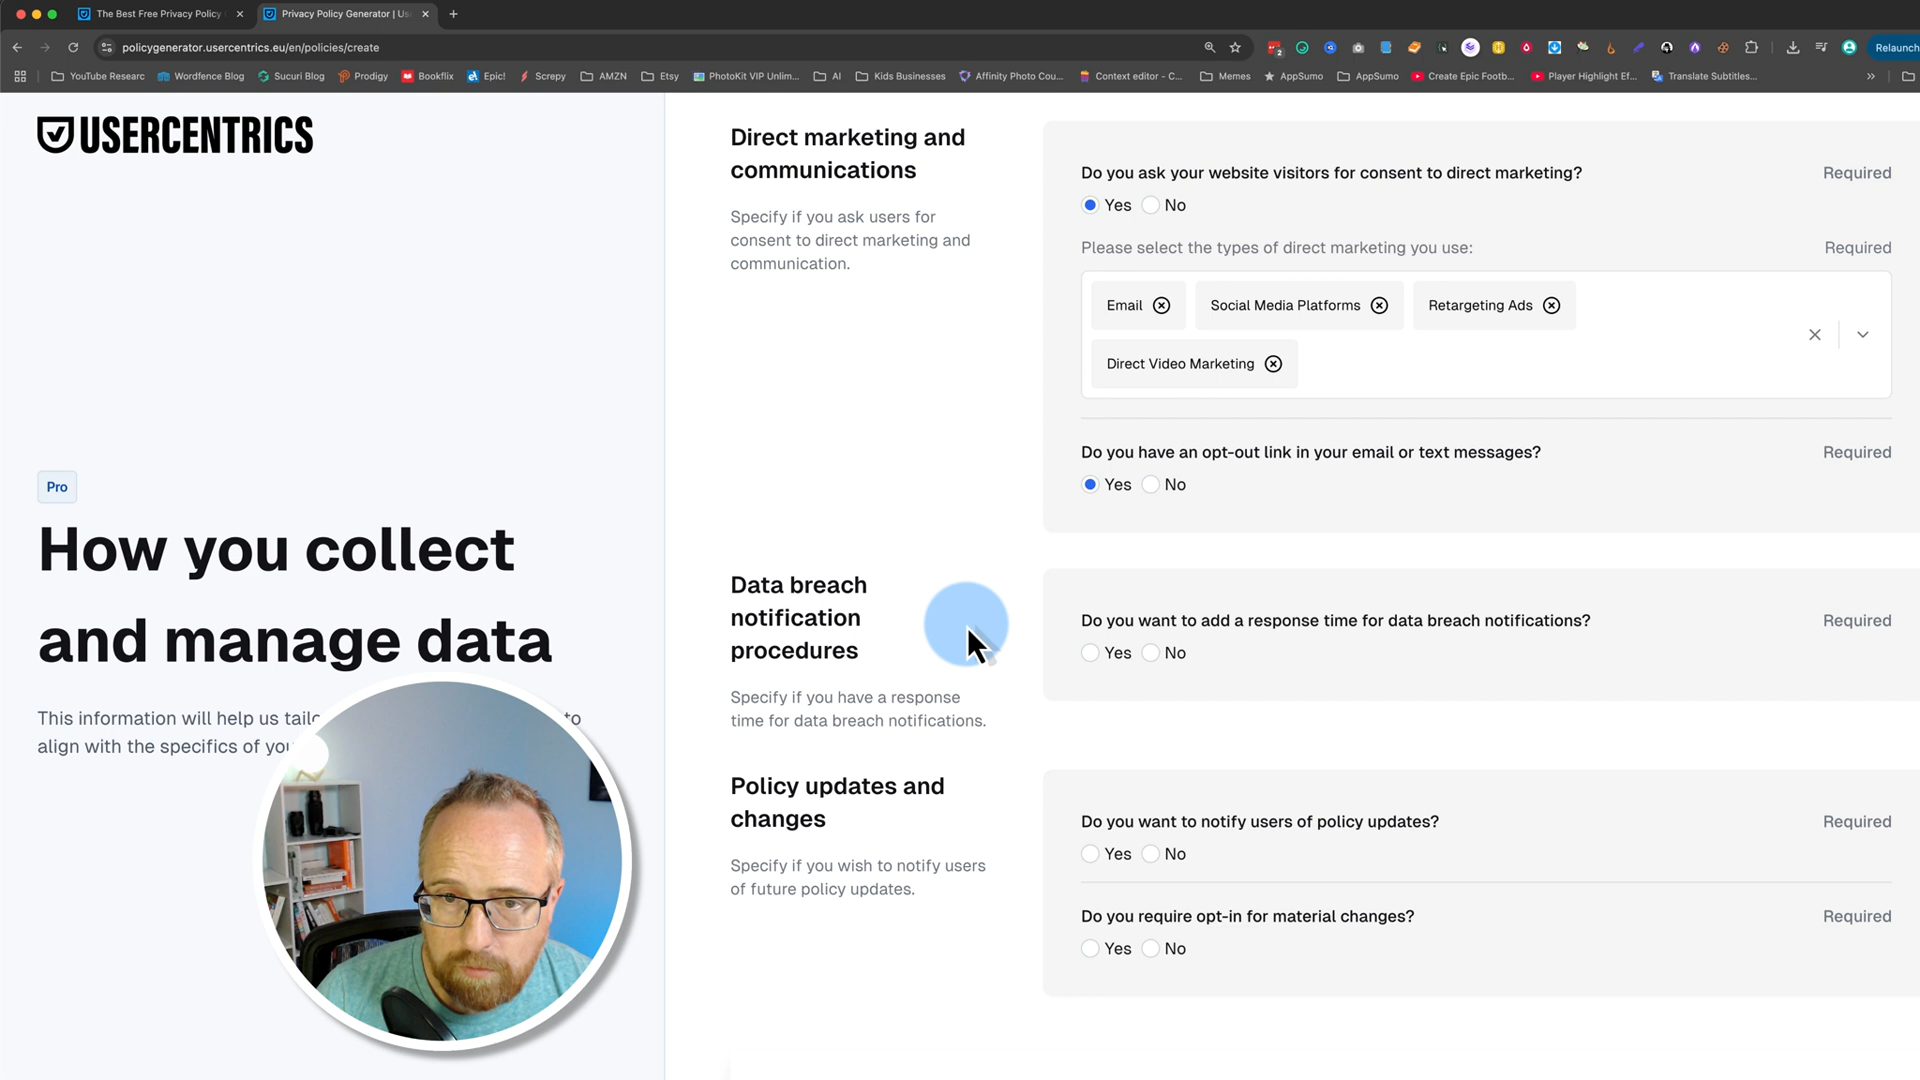 The Best Free Privacy Policy
Privacy Policy Generator | Us
policygenerator.usercentrics.eu/en/policies/create
Relaunch
YouTube Researc
Wordfence Blog
Sucuri Blog
Prodigy
Bookflix
Epic!
Screpy
AMZN
Etsy
PhotoKit VIP Unlim...
AI
Kids Businesses
Affinity Photo Cou...
Context editor - C...
Memes
AppSumo
AppSumo
Create Epic Footb...
Player Highlight Ef...
Translate Subtitles...
USERCENTRICS
Pro
How you collect
and manage data
This information will help us tailo to
align with the specifics of you
Direct marketing and
communications
Specify if you ask users for
consent to direct marketing and
communication.
Do you ask your website visitors for consent to direct marketing? Required
Yes No
Please select the types of direct marketing you use: Required
Email Social Media Platforms Retargeting Ads
Direct Video Marketing
Do you have an opt-out link in your email or text messages? Required
Yes No
Data breach
notification
procedures
Specify if you have a response
time for data breach notifications.
Do you want to add a response time for data breach notifications? Required
Yes No
Policy updates and
changes
Specify if you wish to notify users
of future policy updates.
Do you want to notify users of policy updates? Required
Yes No
Do you require opt-in for material changes? Required
Yes No